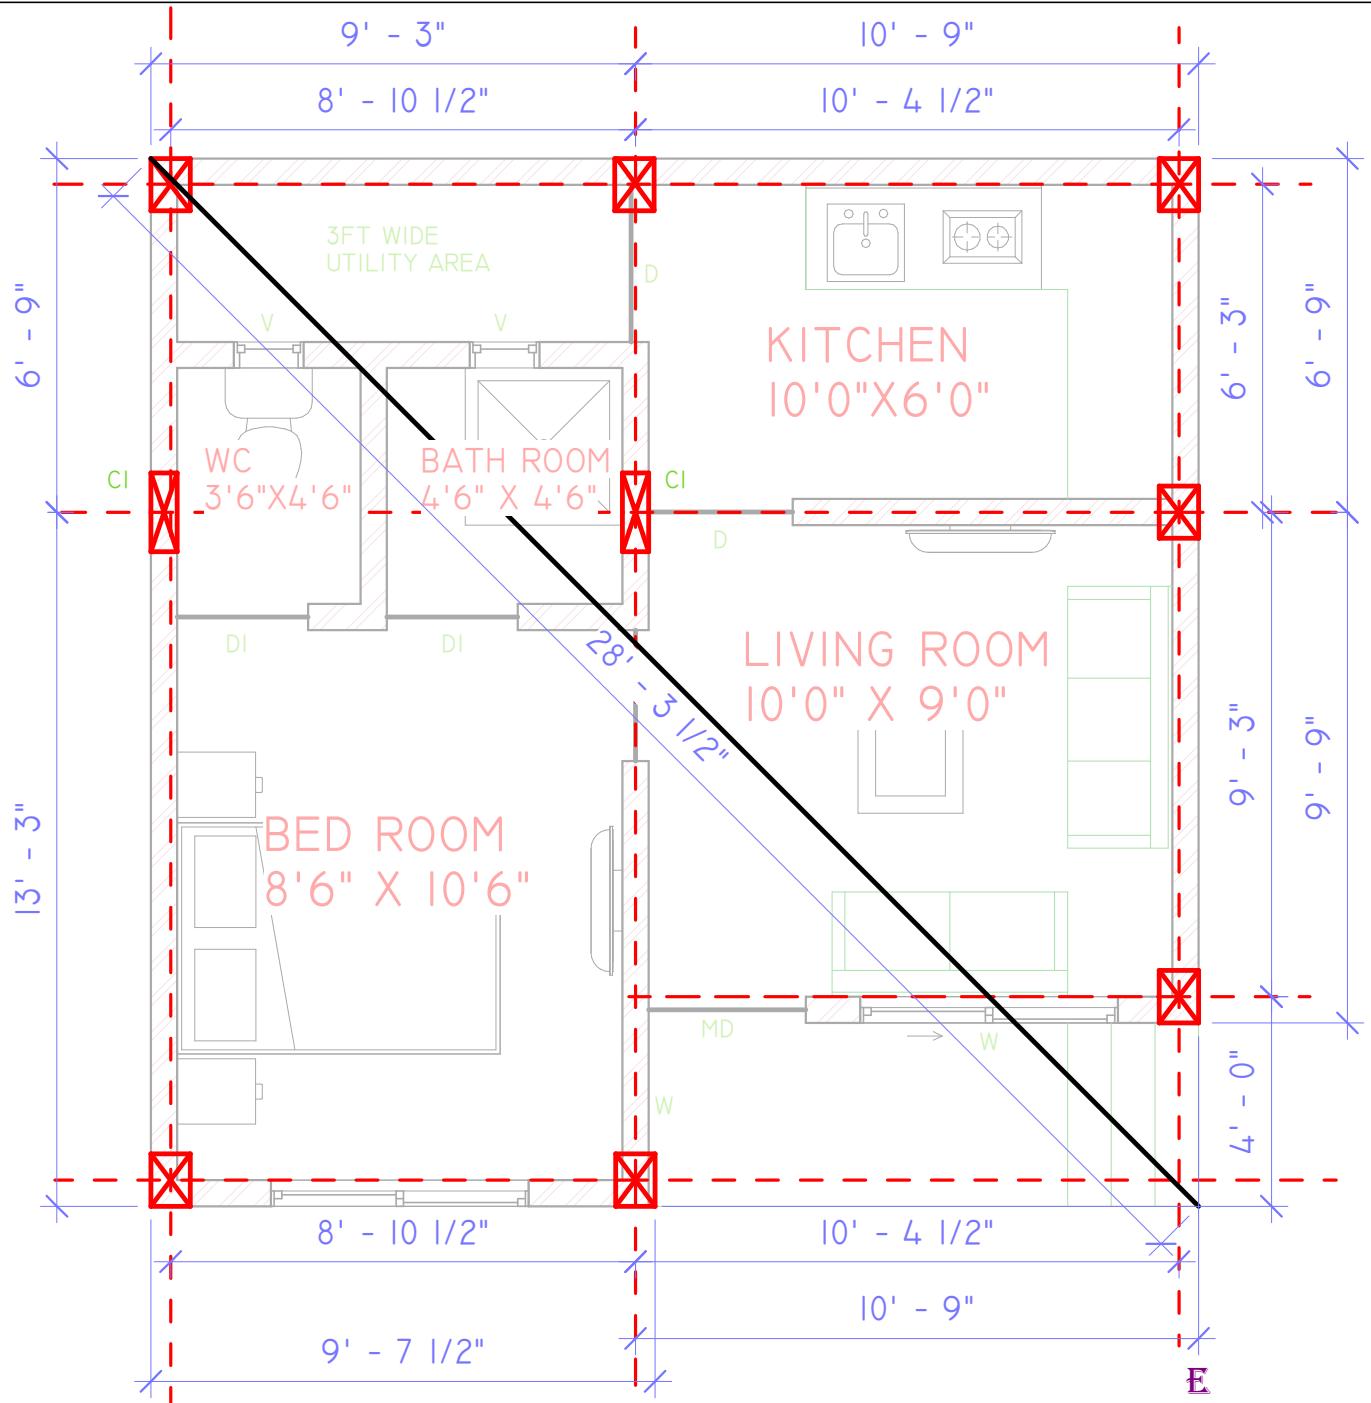 9' - 3"
10' - 9"
8' - 10 1/2"
10' - 4 1/2"
3FT WIDE
UTILITY AREA
D
V
V
6' - 9"
KITCHEN
10'0"X6'0"
6' - 3"
6' - 9"
C1
WC
3'6"X4'6"
BATH ROOM
4'6" X 4'6"
C1
D
D1
D1
28' - 3 1/2"
LIVING ROOM
10'0" X 9'0"
9' - 3"
9' - 9"
13' - 3"
BED ROOM
8'6" X 10'6"
MD
W
W
4' - 0"
8' - 10 1/2"
10' - 4 1/2"
10' - 9"
9' - 7 1/2"
E